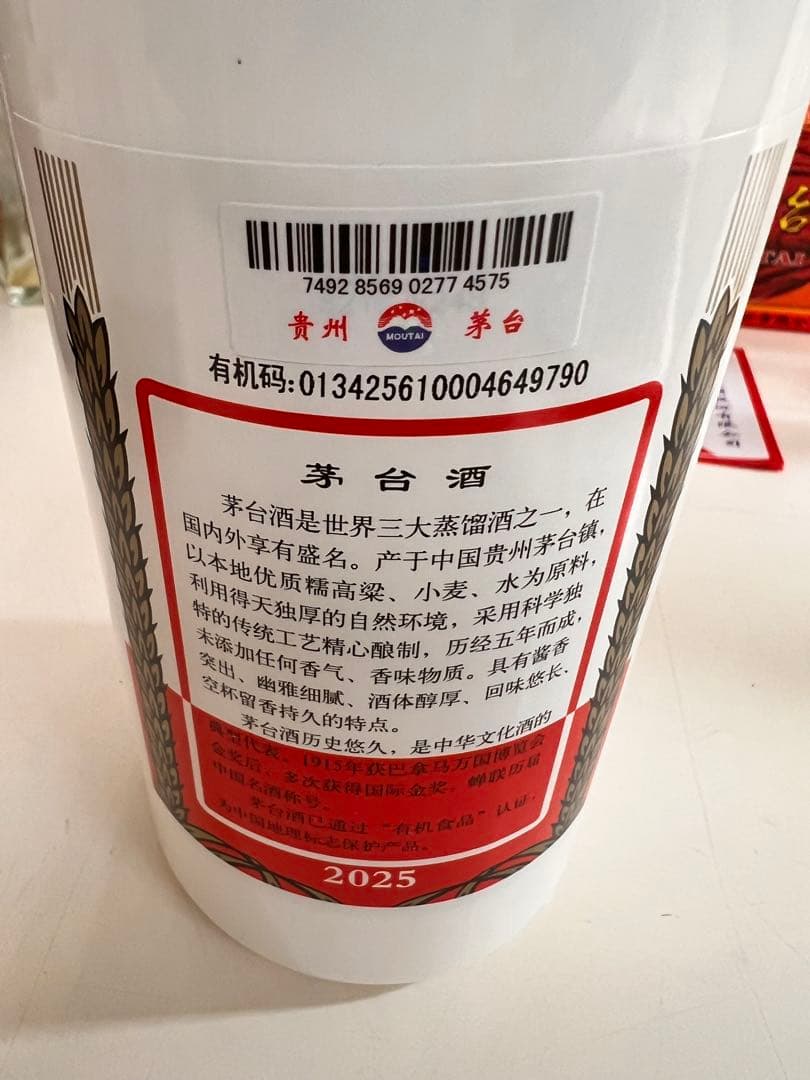 7492 8569 0277 4575
贵州 MOUTAI 茅台
有机码:013425610004649790
茅台酒
茅台酒是世界三大蒸馏酒之一，在
国内外享有盛名。产于中国贵州茅台镇，
以本地优质糯高粱、小麦、水为原料，
利用得天独厚的自然环境，采用科学独
特的传统工艺精心酿制，历经五年而成，
未添加任何香气、香味物质。具有酱香
突出、幽雅细腻、酒体醇厚、回味悠长、
空杯留香持久的特点。
茅台酒历史悠久，是中华文化酒的
典型代表。1915年获巴拿马万国博览会
金奖后，多次获得国际金奖，蝉联历届
中国名酒称号。
茅台酒已通过“有机食品”认证，
为中国地理标志保护产品。
2025
台
TAI